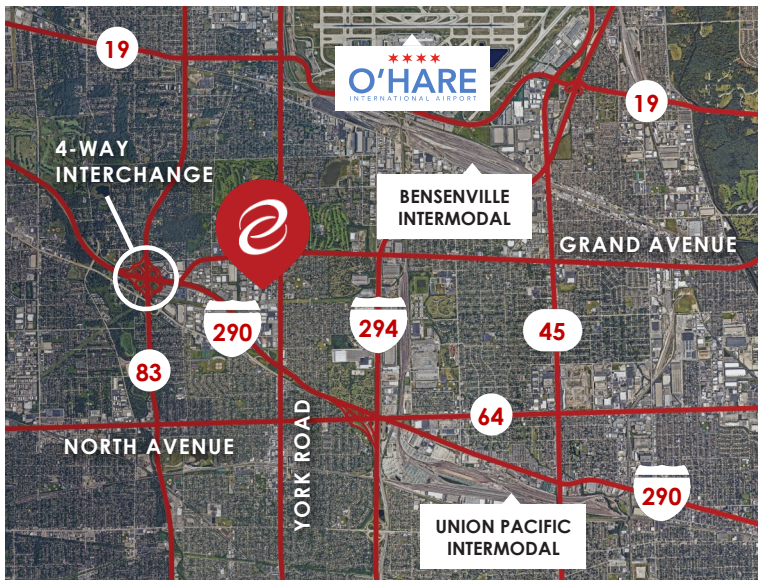 19
O'HARE
INTERNATIONAL AIRPORT
19
4-WAY
INTERCHANGE
BENSENVILLE
INTERMODAL
GRAND AVENUE
290
294
45
83
64
NORTH AVENUE
YORK ROAD
290
UNION PACIFIC
INTERMODAL